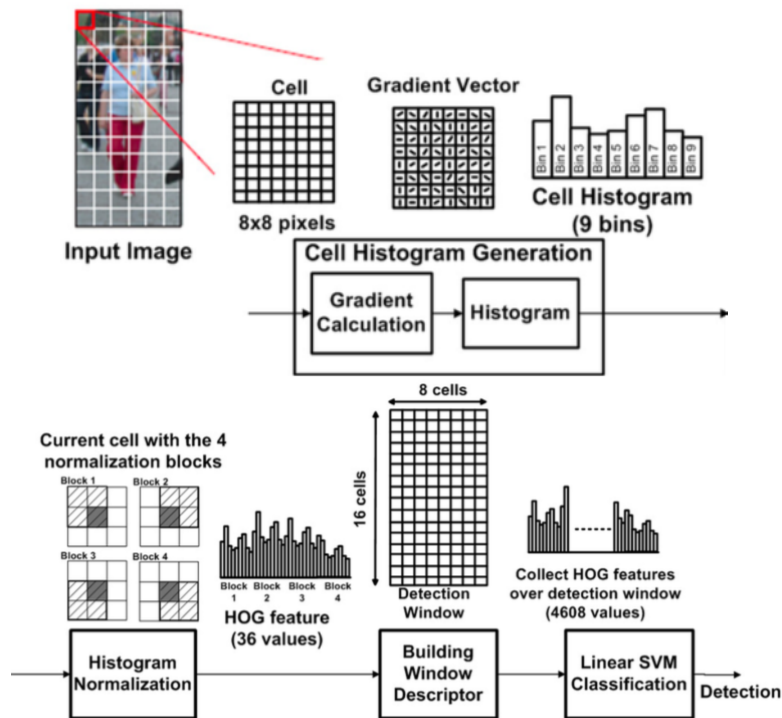 Cell
Gradient Vector
Bin 1
Bin 2
Bin 3
Bin 4
Bin 5
Bin 6
Bin 7
Bin 8
Bin 9
8x8 pixels
Cell Histogram
(9 bins)
Input Image
Cell Histogram Generation
Gradient
Calculation
Histogram
8 cells
16 cells
Current cell with the 4
normalization blocks
Block 1
Block 2
Block 3
Block 4
Block
1
Block
2
Block
3
Block
4
HOG feature
(36 values)
Detection
Window
Collect HOG features
over detection window
(4608 values)
Histogram
Normalization
Building
Window
Descriptor
Linear SVM
Classification
Detection